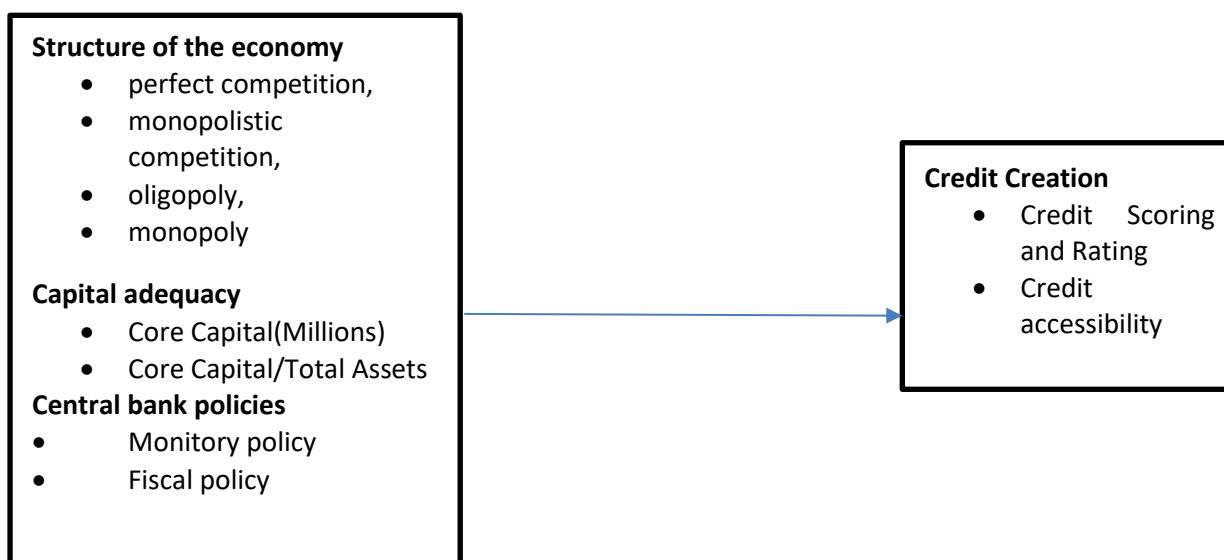 Structure of the economy
• perfect competition,
• monopolistic
competition,
• oligopoly,
• monopoly
Capital adequacy
• Core Capital(Millions)
• Core Capital/Total Assets
Central bank policies
• Monitory policy
• Fiscal policy
Credit Creation
• Credit Scoring
and Rating
• Credit
accessibility